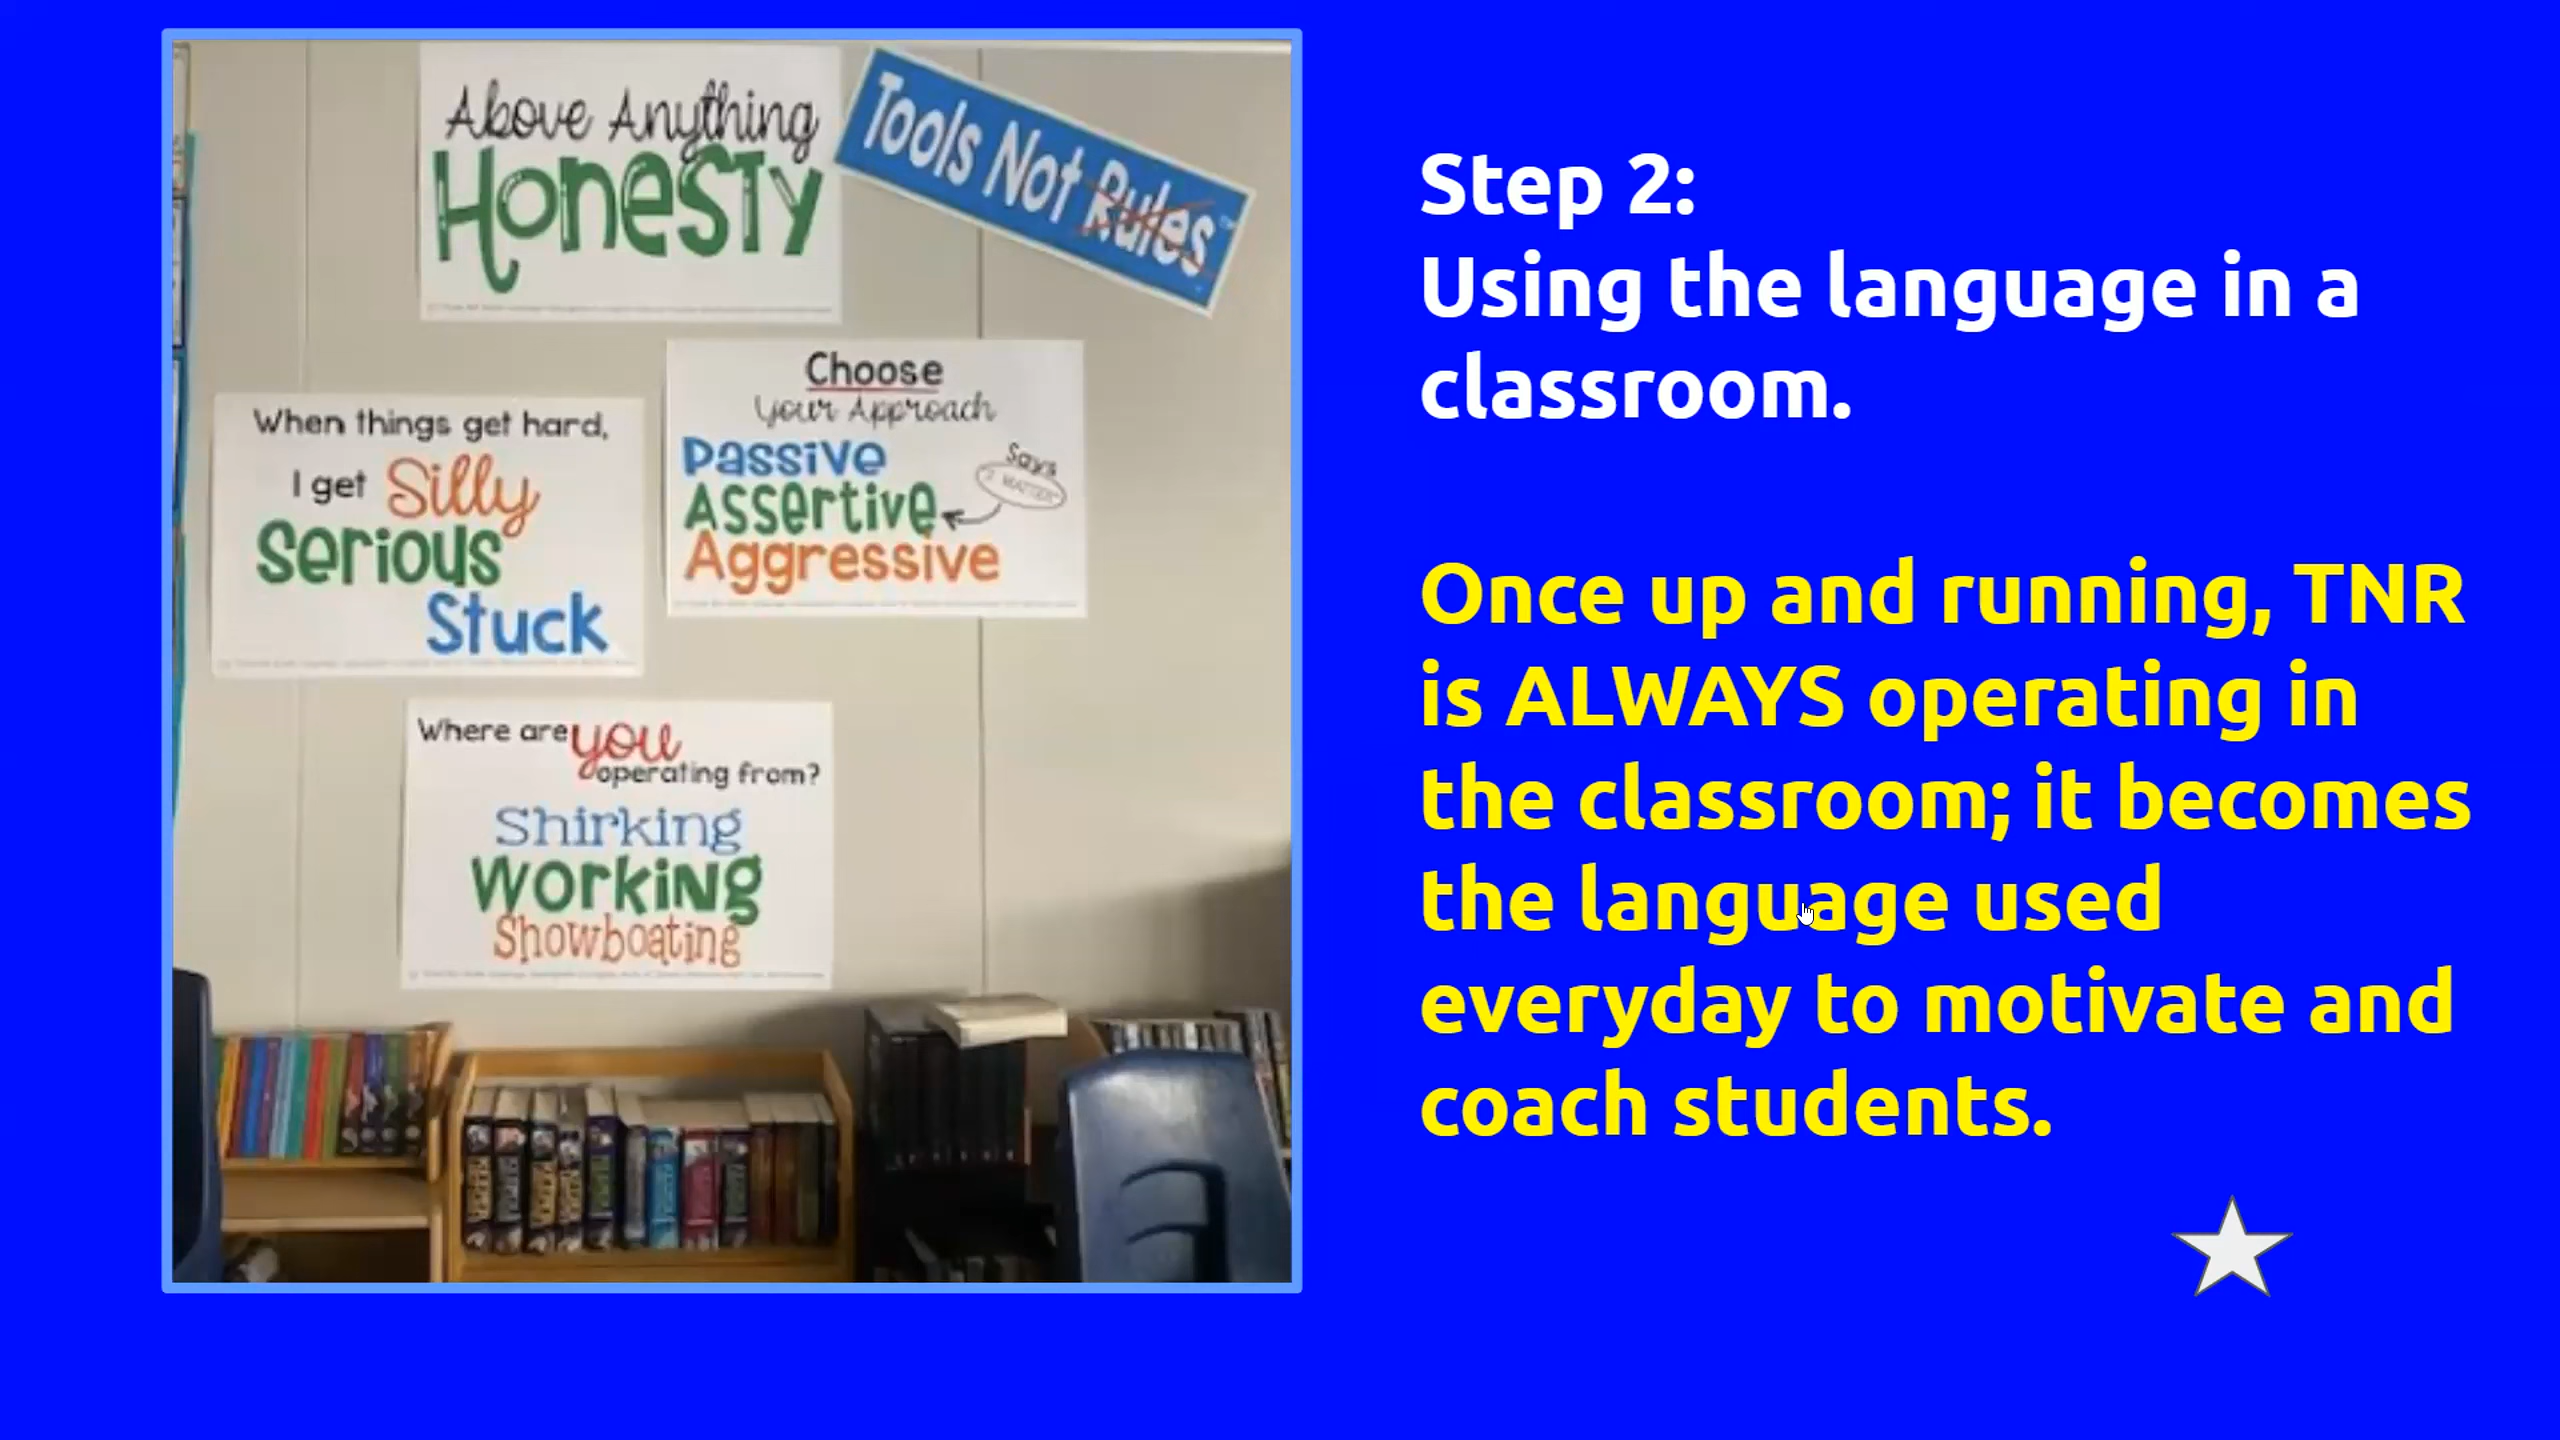 Above Anything
Honesty
Tools Not Rules
Choose
Your Approach
Passive
Assertive
Aggressive
Says
"I MATTER"
When things get hard,
I get Silly
Serious
Stuck
Where are you
operating from?
Shirking
Working
Showboating
Step 2:
Using the language in a
classroom.
Once up and running, TNR
is ALWAYS operating in
the classroom; it becomes
the language used
everyday to motivate and
coach students.